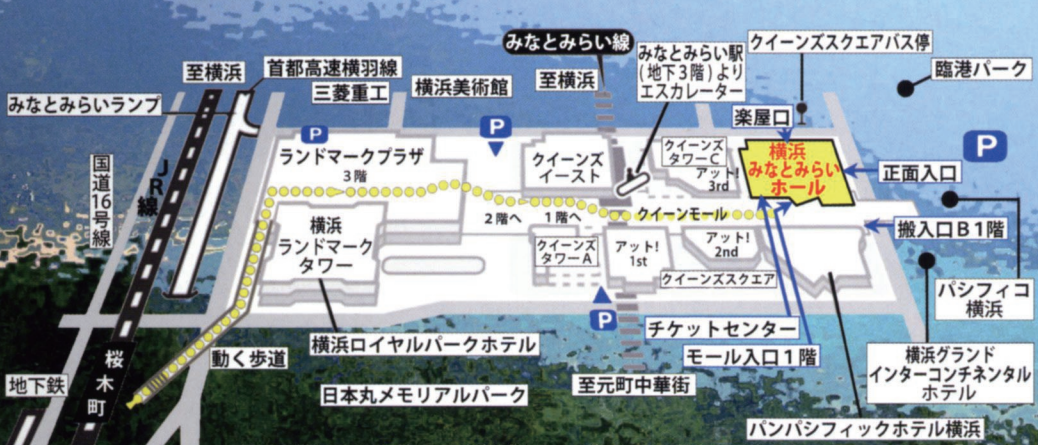 みなとみらい線
クイーンズスクエアバス停
みなとみらい駅
(地下3階)より
エスカレーター
至横浜
首都高速横羽線
至横浜
臨港パーク
三菱重工
横浜美術館
みなとみらいランプ
楽屋口
P
P
P
ランドマークプラザ
3階
クイーンズ
イースト
クイーンズ
タワーC
アット!
3rd
横浜
みなとみらい
ホール
正面入口
国道16号線
JR線
2階へ
1階へ
クイーンモール
搬入口B1階
横浜
ランドマーク
タワー
クイーンズ
タワーA
アット!
1st
アット!
2nd
クイーンズスクエア
パシフィコ
横浜
P
チケットセンター
モール入口1階
横浜ロイヤルパークホテル
動く歩道
桜木町
地下鉄
日本丸メモリアルパーク
至元町中華街
横浜グランド
インターコンチネンタル
ホテル
パンパシフィックホテル横浜